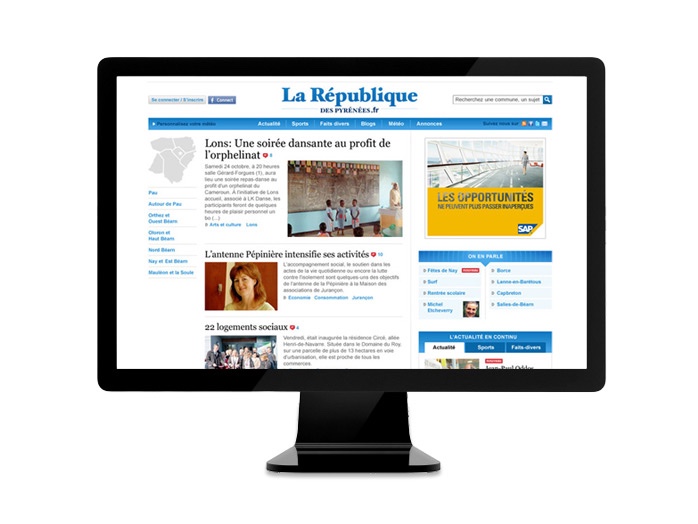 Se connecter / S'inscrire
Connect
La République
DES PYRÉNÉES.fr
Recherchez une commune, un sujet
Personnalisez votre météo
Actualité
Sports
Faits divers
Blogs
Météo
Annonces
Suivez nous sur
Lons: Une soirée dansante au profit de
l'orphelinat 5
Samedi 24 octobre, à 20 heures
salle Gérard-Forgues (1), aura
lieu une soirée repas-danse au
profit d'un orphelinat du
Cameroun. À l'initiative de Lons
accueil, associé à LK Danse, les
participants feront de quelques
heures de plaisir personnel un
bo (...)
Arts et culture Lons
Pau
Autour de Pau
Orthez et
Ouest Béarn
Oloron et
Haut Béarn
Nord Béarn
Nay et Est Béarn
Mauléon et la Soule
L'antenne Pépinière intensifie ses activités 10
L'accompagnement social, le soutien dans les
actes de la vie quotidienne ou encore la lutte
contre l'isolement sont quelques-uns des objectifs
de l'antenne de la Pépinière à la Maison des
associations de Jurançon.
Economie Consommation Jurançon
22 logements sociaux 4
Vendredi, était inaugurée la résidence Circé, allée
Henri-de-Navarre. Située dans le Domaine du Roy,
sur une parcelle de plus de 13 hectares en voie
d'urbanisation, elle est proche de tous les
commerces.
LES OPPORTUNITÉS
NE PEUVENT PLUS PASSER INAPERÇUES
SAP
ON EN PARLE
Fêtes de Nay
Surf
Rentrée scolaire
Michel
Etcheverry
Borce
Lanne-en-Barétous
Capbreton
Salies-de-Béarn
L'ACTUALITÉ EN CONTINU
Actualité
Sports
Faits-divers
Jean-Paul Oddos